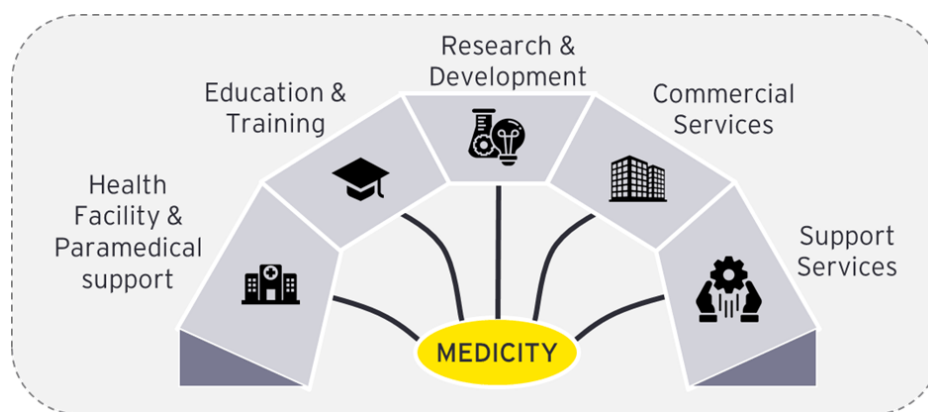 Research &
Development
Education &
Training
Commercial
Services
Health
Facility &
Paramedical
support
Support
Services
MEDICITY